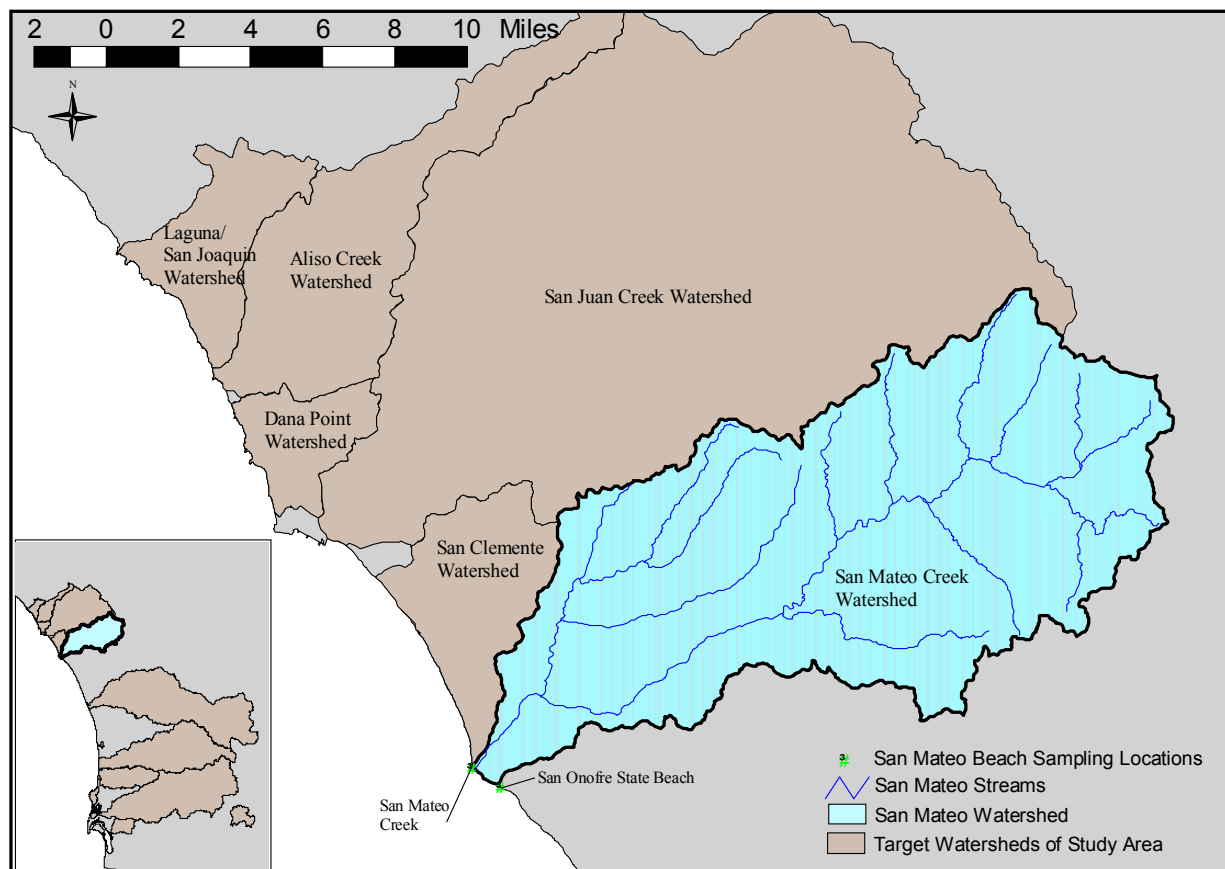 2 0 2 4 6 8 10 Miles
N
Laguna/
San Joaquin
Watershed
Aliso Creek
Watershed
San Juan Creek Watershed
Dana Point
Watershed
San Clemente
Watershed
San Mateo Creek
Watershed
San Onofre State Beach
San Mateo
Creek
San Mateo Beach Sampling Locations
San Mateo Streams
San Mateo Watershed
Target Watersheds of Study Area